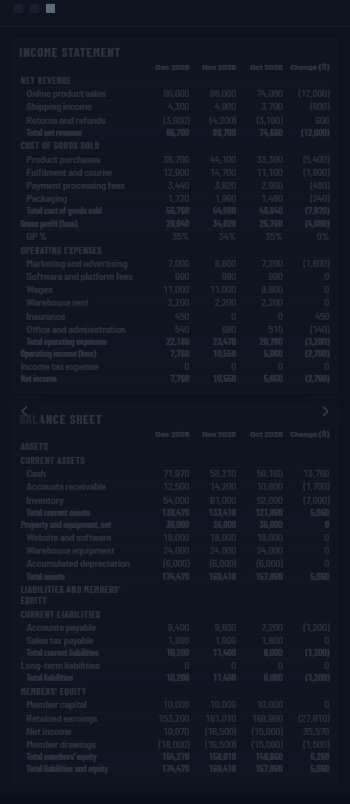 INCOME STATEMENT
Dec 2025 Nov 2025 Oct 2025 Change ($)
NET REVENUE
Online product sales 86,000 98,000 74,000 (12,000)
Shipping income 4,300 4,900 3,700 (600)
Returns and refunds (3,600) (4,200) (3,100) 600
Total net revenue 86,700 98,700 74,600 (12,000)
COST OF GOODS SOLD
Product purchases 38,700 44,100 33,300 (5,400)
Fulfilment and courier 12,900 14,700 11,100 (1,800)
Payment processing fees 3,440 3,920 2,960 (480)
Packaging 1,720 1,960 1,480 (240)
Total cost of goods sold 56,760 64,680 48,840 (7,920)
Gross profit (loss) 29,940 34,020 25,760 (4,080)
GP % 35% 34% 35% 0%
OPERATING EXPENSES
Marketing and advertising 7,000 8,600 7,200 (1,600)
Software and platform fees 990 990 990 0
Wages 11,000 11,000 9,800 0
Warehouse rent 2,200 2,200 2,200 0
Insurance 450 0 0 450
Office and administration 540 680 510 (140)
Total operating expenses 22,180 23,470 20,700 (1,290)
Operating income (loss) 7,760 10,550 5,060 (2,790)
Income tax expense 0 0 0 0
Net income 7,760 10,550 5,060 (2,790)
BALANCE SHEET
Dec 2025 Nov 2025 Oct 2025 Change ($)
ASSETS
CURRENT ASSETS
Cash 71,970 58,210 59,160 13,760
Accounts receivable 12,500 14,200 10,800 (1,700)
Inventory 54,000 61,000 52,000 (7,000)
Total current assets 138,470 133,410 121,960 5,060
Property and equipment, net 36,000 36,000 36,000 0
Website and software 18,000 18,000 18,000 0
Warehouse equipment 24,000 24,000 24,000 0
Accumulated depreciation (6,000) (6,000) (6,000) 0
Total assets 174,470 169,410 157,960 5,060
LIABILITIES AND MEMBERS'
EQUITY
CURRENT LIABILITIES
Accounts payable 8,400 9,600 7,200 (1,200)
Sales tax payable 1,800 1,800 1,800 0
Total current liabilities 10,200 11,400 9,000 (1,200)
Long-term liabilities 0 0 0 0
Total liabilities 10,200 11,400 9,000 (1,200)
MEMBERS' EQUITY
Member capital 10,000 10,000 10,000 0
Retained earnings 153,200 181,010 (27,810)
Net income 19,070 (16,500) (15,000) 35,570
Member drawings (18,000) (16,500) (15,000) (1,500)
Total members' equity 164,270 158,010 148,960 6,260
Total liabilities and equity 174,470 169,410 157,960 5,060